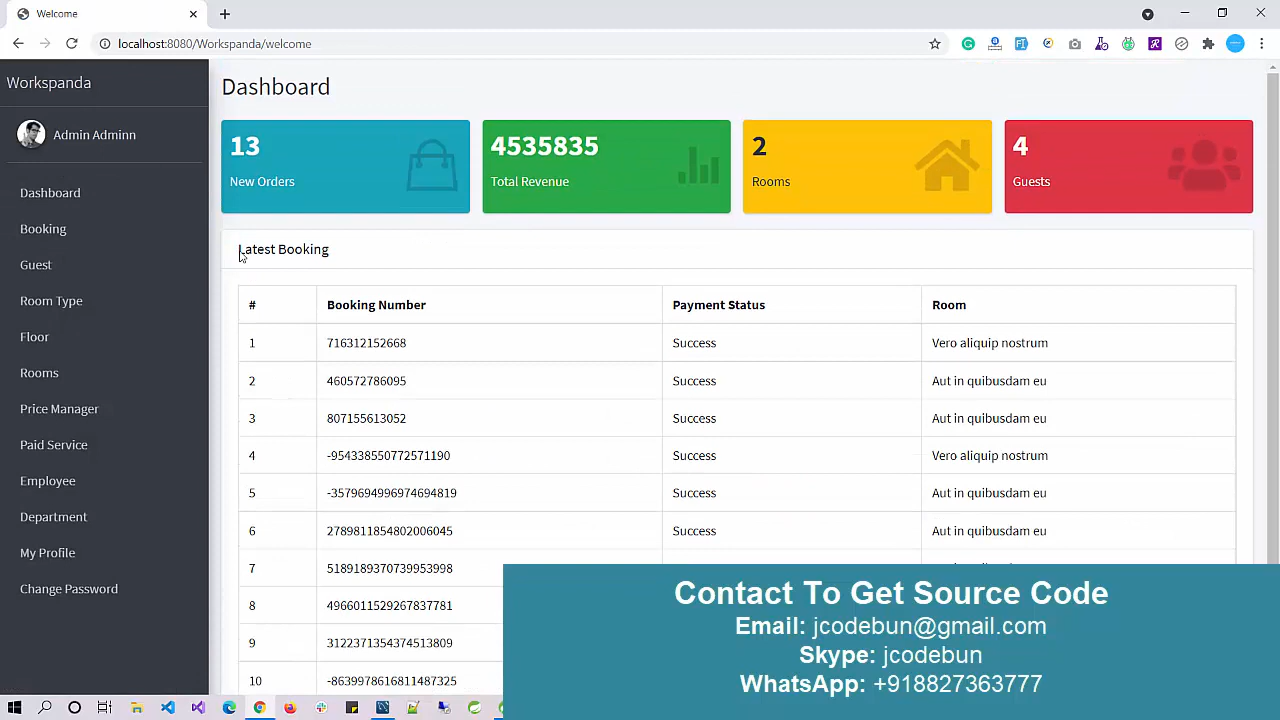 Welcome
localhost:8080/Workspanda/welcome
Workspanda
Admin Adminn
Dashboard
Booking
Guest
Room Type
Floor
Rooms
Price Manager
Paid Service
Employee
Department
My Profile
Change Password
Dashboard
13
New Orders
4535835
Total Revenue
2
Rooms
4
Guests
Latest Booking
# Booking Number Payment Status Room
1 716312152668 Success Vero aliquip nostrum
2 460572786095 Success Aut in quibusdam eu
3 807155613052 Success Aut in quibusdam eu
4 -954338550772571190 Success Vero aliquip nostrum
5 -3579694996974694819 Success Aut in quibusdam eu
6 2789811854802006045 Success Aut in quibusdam eu
7 5189189370739953998
8 4966011529267837781
9 3122371354374513809
10 -8639978616811487325
Contact To Get Source Code
Email: jcodebun@gmail.com
Skype: jcodebun
WhatsApp: +918827363777